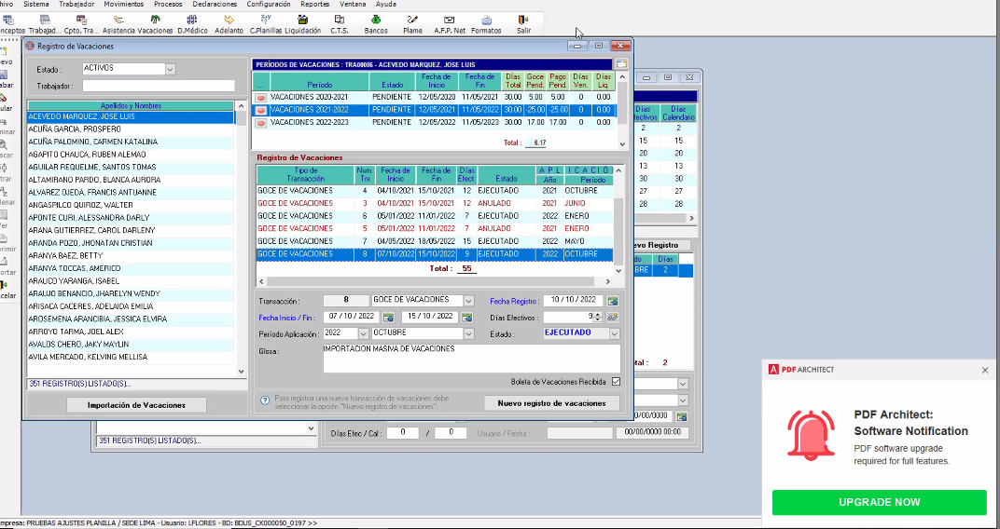 hivo Sistema Trabajador Movimientos Procesos Declaraciones Configuración Reportes Ventana Ayuda
nceptos Trabajad... Cpto. Tra... Asistencia Vacaciones D.Médico Adelanto C.Planillas Liquidación C.T.S. Bancos Plame A.F.P. Net Formatos Salir
Registro de Vacaciones
Estado : ACTIVOS
Trabajador :
Apellidos y Nombres
ACEVEDO MARQUEZ, JOSE LUIS
ACUÑA GARCIA, PROSPERO
ACUÑA PALOMINO, CARMEN KATALINA
AGAPITO CHAUCA, RUBEN ALEMAO
AGUILAR REQUELME, SANTOS TOMAS
ALTAMIRANO PARDO, BLANCA AURORA
ALVAREZ OJEDA, FRANCIS ANTUANNE
ANGASPILCO QUIROZ, WALTER
APONTE CURI, ALESSANDRA DARLY
ARANA GUTIERREZ, CAROL DARLENY
ARANDA POZO, JHONATAN CRISTIAN
ARANYA BAEZ, BETTY
ARANYA TOCCAS, AMERICO
ARAUCO YARANGA, ISABEL
ARAUJO BENANCIO, JHARELYN WENDY
ARISACA CACERES, ADELAIDA EMILIA
AROSEMENA ARANCIBIA, JESSICA ELVIRA
ARROYO TARMA, JOEL ALEX
AVALOS CHERO, JAKY MAYLIN
AVILA MERCADO, KELVING MELLISA
351 REGISTRO(S) LISTADO(S)...
Importación de Vacaciones
PERÍODOS DE VACACIONES : TRA00086 - ACEVEDO MARQUEZ, JOSE LUIS
... Período Estado Fecha de Inicio Fecha de Fin Días Total Goce Pend. Pago Pend. Días Ven. Días Liq.
VACACIONES 2020-2021 PENDIENTE 12/05/2020 11/05/2021 30.00 5.00 5.00 0 0.00
VACACIONES 2021-2022 PENDIENTE 12/05/2021 11/05/2022 30.00 -25.00 -25.00 0 0.00
VACACIONES 2022-2023 PENDIENTE 12/05/2022 11/05/2023 30.00 17.00 17.00 0 0.00
Total : 6.17
Registro de Vacaciones
Tipo de Transacción Num. Trx Fecha de Inicio Fecha de Fin Días Efect. Estado APLICACIÓ Año Período
GOCE DE VACACIONES 4 04/10/2021 15/10/2021 12 EJECUTADO 2021 OCTUBRE
GOCE DE VACACIONES 3 04/10/2021 15/10/2021 12 ANULADO 2021 JUNIO
GOCE DE VACACIONES 6 05/01/2022 11/01/2022 7 EJECUTADO 2022 ENERO
GOCE DE VACACIONES 5 05/01/2022 11/01/2022 7 ANULADO 2021 ENERO
GOCE DE VACACIONES 7 04/05/2022 18/05/2022 15 EJECUTADO 2022 MAYO
GOCE DE VACACIONES 8 07/10/2022 15/10/2022 9 EJECUTADO 2022 OCTUBRE
Total : 55
Transacción : 8 GOCE DE VACACIONES Fecha Registro : 10 / 10 / 2022
Fecha Inicio / Fin : 07 / 10 / 2022 15 / 10 / 2022 Días Efectivos : 9
Período Aplicación : 2022 OCTUBRE Estado : EJECUTADO
Glosa : IMPORTACION MASIVA DE VACACIONES
Boleta de Vacaciones Recibida
Para registrar una nueva transacción de vacaciones debe
seleccionar la opción "Nuevo registro de vacaciones".
Nuevo registro de vacaciones
Días Efectivos Días Calendario
2 2
15 15
20 20
13 13
30 30
27 27
28 28
evo Registro
do Días
BRE 2
tal : 2
00/0000
351 REGISTRO(S) LISTADO(S)...
Días Efec / Cal : 0 / 0 Usuario / Fecha : 00/00/0000 00:00
PDF ARCHITECT
PDF Architect:
Software Notification
PDF software upgrade
required for full features.
UPGRADE NOW
mpresa: PRUEBAS AJUSTES PLANILLA / SEDE LIMA - Usuario: LFLORES - BD: BDUS_CK000050_0197 >>